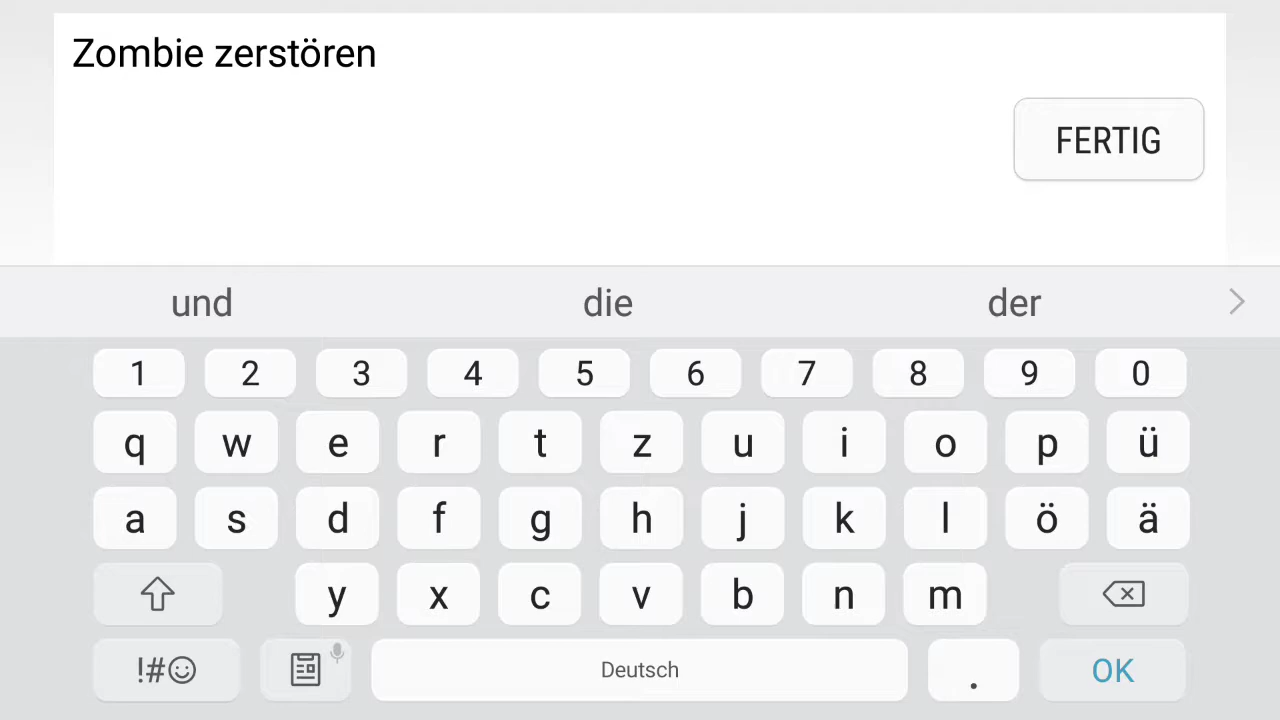 Zombie zerstören
FERTIG
und die der
1 2 3 4 5 6 7 8 9 0
q w e r t z u i o p ü
a s d f g h j k l ö ä
y x c v b n m
!#☺ Deutsch . OK